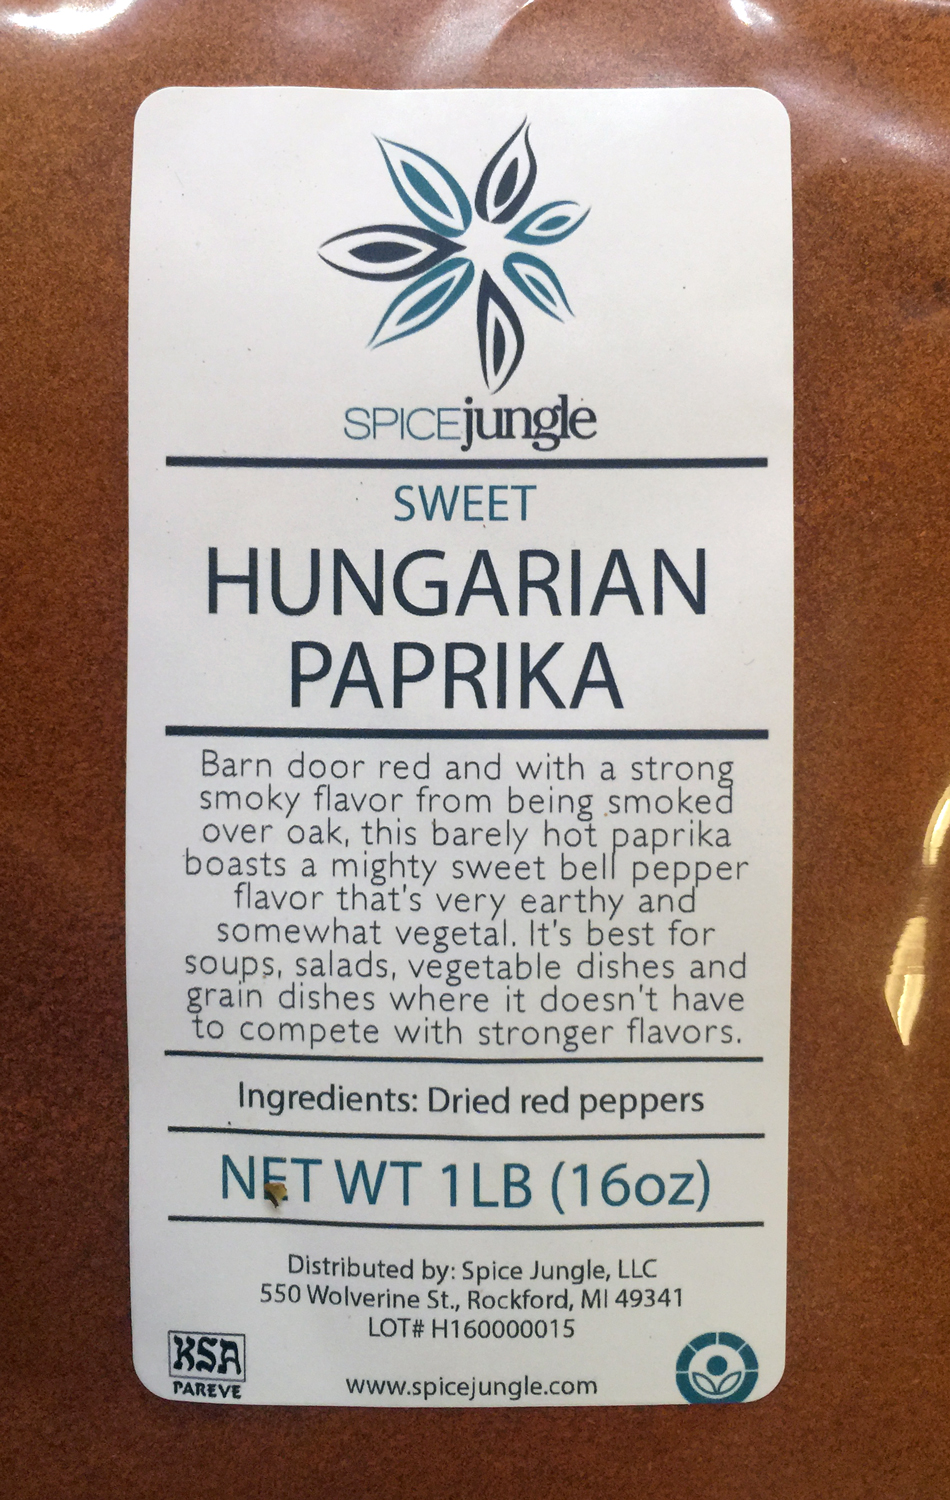 SPICEjungle
SWEET
HUNGARIAN
PAPRIKA
Barn door red and with a strong
smoky flavor from being smoked
over oak, this barely hot paprika
boasts a mighty sweet bell pepper
flavor that's very earthy and
somewhat vegetal. It's best for
soups, salads, vegetable dishes and
grain dishes where it doesn't have
to compete with stronger flavors.
Ingredients: Dried red peppers
NET WT 1LB (16oz)
Distributed by: Spice Jungle, LLC
550 Wolverine St., Rockford, MI 49341
LOT# H160000015
KSA
PAREVE
www.spicejungle.com